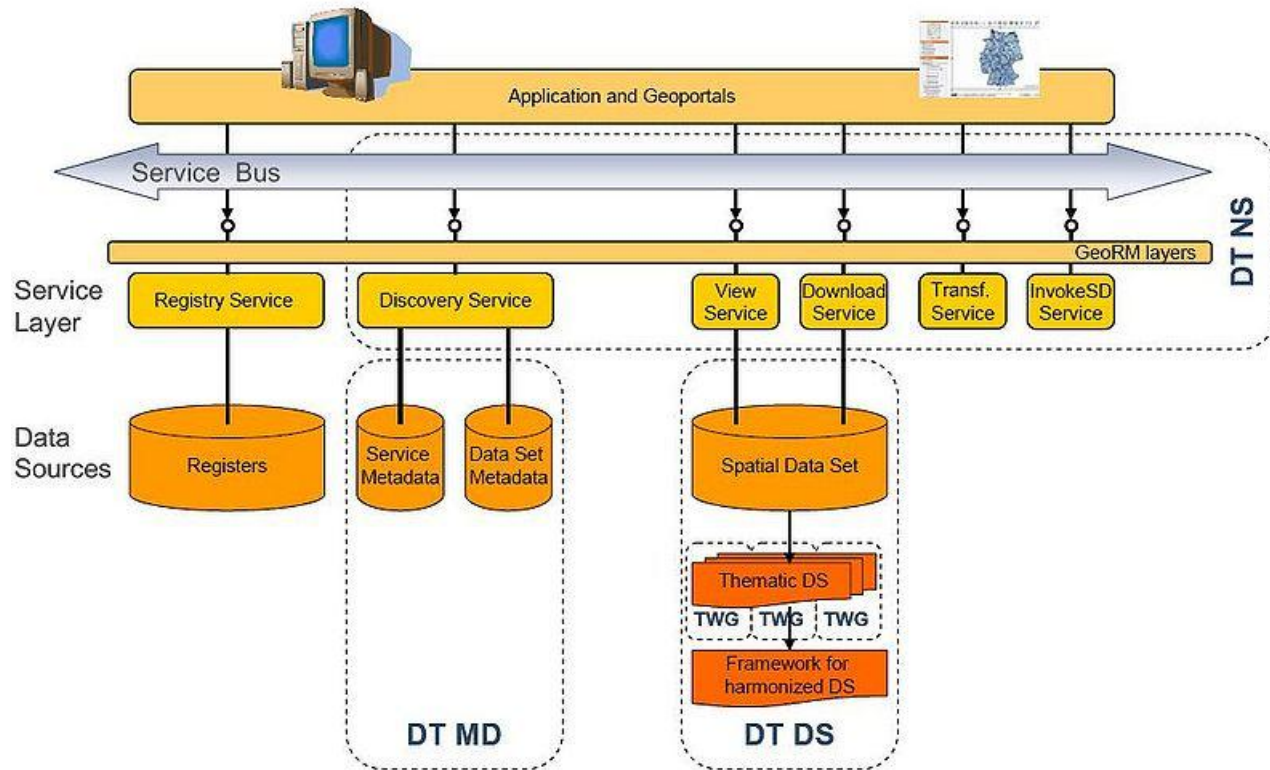 Application and Geoportals
Service Bus
DT NS
GeoRM layers
Service
Layer
Registry Service
Discovery Service
View
Service
Download
Service
Transf.
Service
InvokeSD
Service
Data
Sources
Registers
Service
Metadata
Data Set
Metadata
Spatial Data Set
Thematic DS
TWG TWG TWG
Framework for
harmonized DS
DT MD
DT DS